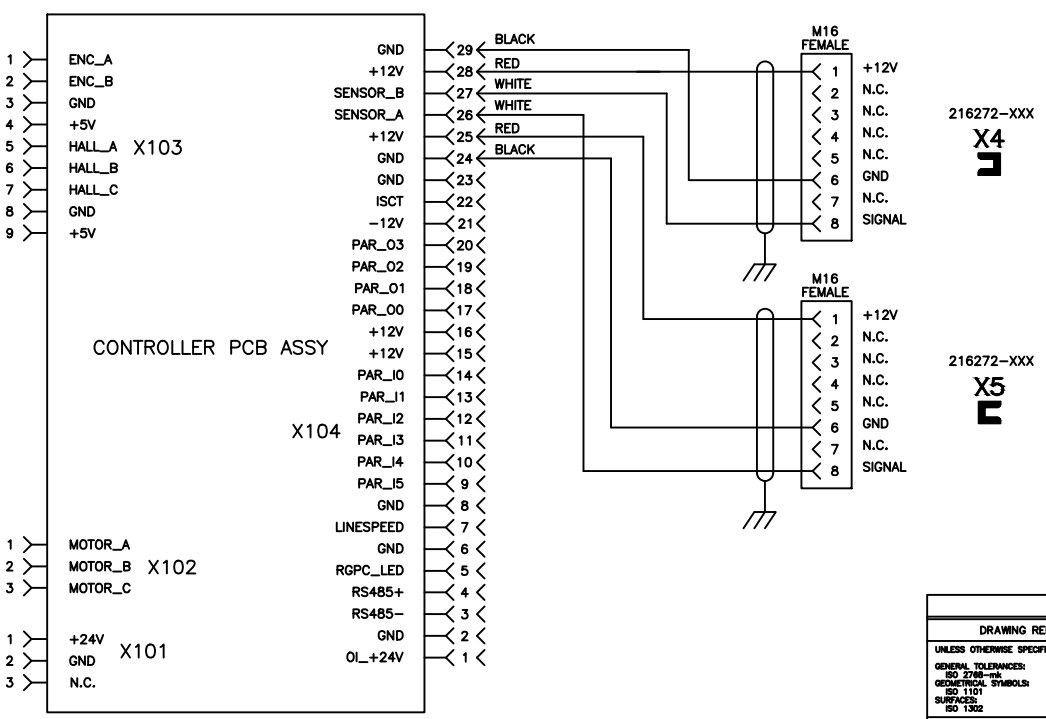 1 ENC_A
2 ENC_B
3 GND
4 +5V
5 HALL_A
6 HALL_B
7 HALL_C
8 GND
9 +5V
X103
CONTROLLER PCB ASSY
1 MOTOR_A
2 MOTOR_B
3 MOTOR_C
X102
1 +24V
2 GND
3 N.C.
X101
X104
GND 29 BLACK
+12V 28 RED
SENSOR_B 27 WHITE
SENSOR_A 26 WHITE
+12V 25 RED
GND 24 BLACK
GND 23
ISCT 22
-12V 21
PAR_O3 20
PAR_O2 19
PAR_O1 18
PAR_O0 17
+12V 16
+12V 15
PAR_I0 14
PAR_I1 13
PAR_I2 12
PAR_I3 11
PAR_I4 10
PAR_I5 9
GND 8
LINESPEED 7
GND 6
RGPC_LED 5
RS485+ 4
RS485- 3
GND 2
OI_+24V 1
M16
FEMALE
1 +12V
2 N.C.
3 N.C.
4 N.C.
5 N.C.
6 GND
7 N.C.
8 SIGNAL
216272-XXX
X4
M16
FEMALE
1 +12V
2 N.C.
3 N.C.
4 N.C.
5 N.C.
6 GND
7 N.C.
8 SIGNAL
216272-XXX
X5
DRAWING RE
UNLESS OTHERWISE SPECIF
GENERAL TOLERANCES:
ISO 2768-mk
GEOMETRICAL SYMBOLS:
ISO 1101
SURFACES:
ISO 1302